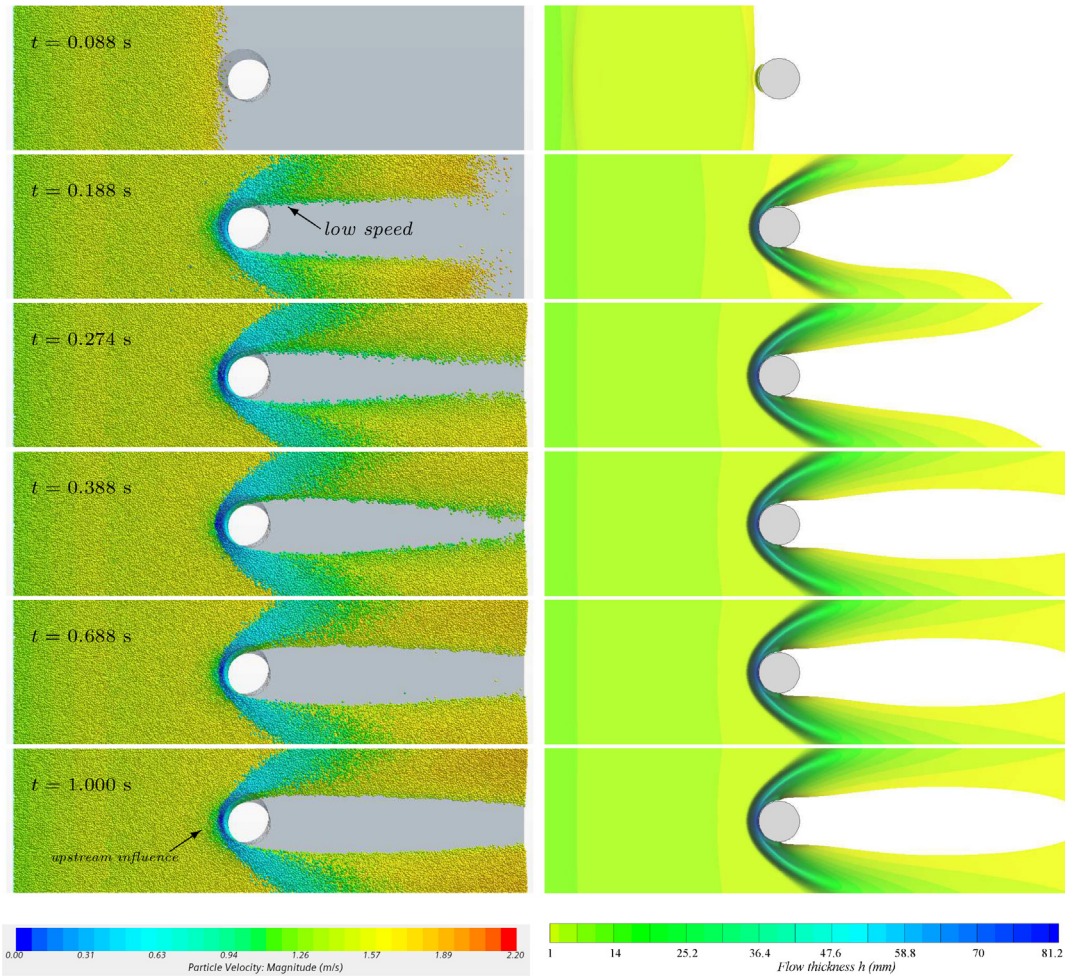 t = 0.088 s
t = 0.188 s
low speed
t = 0.274 s
t = 0.388 s
t = 0.688 s
t = 1.000 s
upstream influence
0.00 0.31 0.63 0.94 1.26 1.57 1.89 2.20
Particle Velocity: Magnitude (m/s)
1 14 25.2 36.4 47.6 58.8 70 81.2
Flow thickness h (mm)